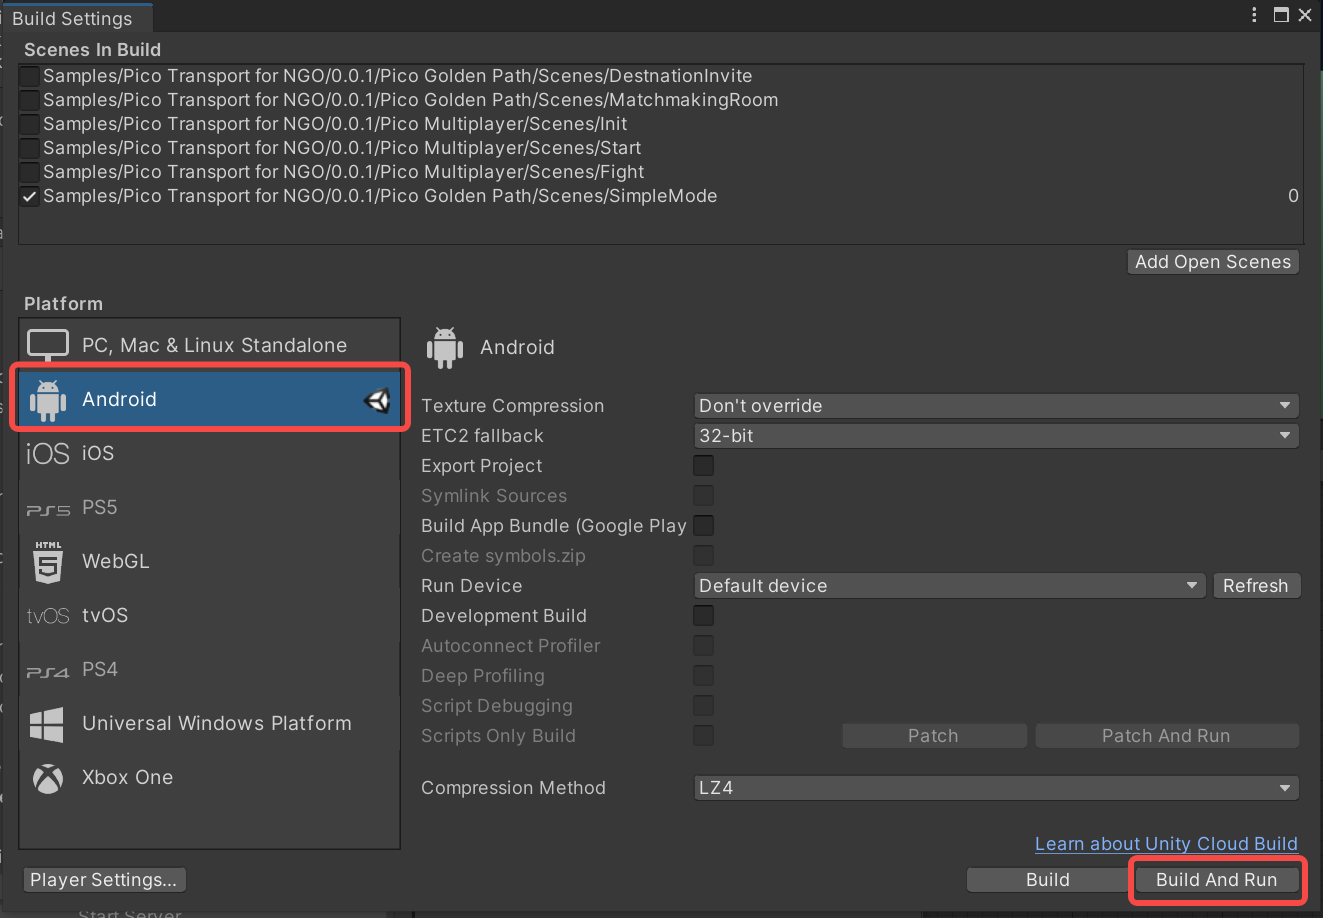 Build Settings
Scenes In Build
Samples/Pico Transport for NGO/0.0.1/Pico Golden Path/Scenes/DestnationInvite
Samples/Pico Transport for NGO/0.0.1/Pico Golden Path/Scenes/MatchmakingRoom
Samples/Pico Transport for NGO/0.0.1/Pico Multiplayer/Scenes/Init
Samples/Pico Transport for NGO/0.0.1/Pico Multiplayer/Scenes/Start
Samples/Pico Transport for NGO/0.0.1/Pico Multiplayer/Scenes/Fight
Samples/Pico Transport for NGO/0.0.1/Pico Golden Path/Scenes/SimpleMode 0
Add Open Scenes
Platform
PC, Mac & Linux Standalone
Android
iOS iOS
PS5 PS5
HTML 5 WebGL
tvOS tvOS
PS4 PS4
Universal Windows Platform
Xbox One
Android
Texture Compression Don't override
ETC2 fallback 32-bit
Export Project
Symlink Sources
Build App Bundle (Google Play
Create symbols.zip
Run Device Default device Refresh
Development Build
Autoconnect Profiler
Deep Profiling
Script Debugging
Scripts Only Build Patch Patch And Run
Compression Method LZ4
Learn about Unity Cloud Build
Player Settings... Build Build And Run
Start Server